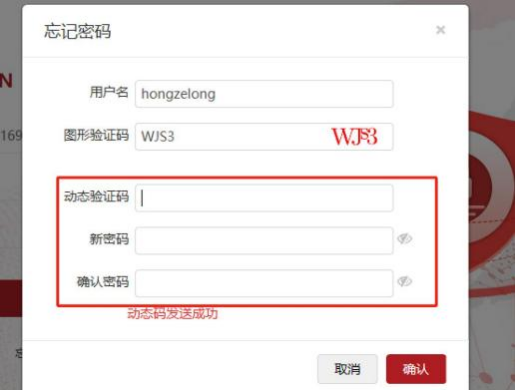 忘记密码 ×
N
用户名 hongzelong
169
图形验证码 WJS3 WJS3
动态验证码
新密码
确认密码
动态码发送成功
取消 确认